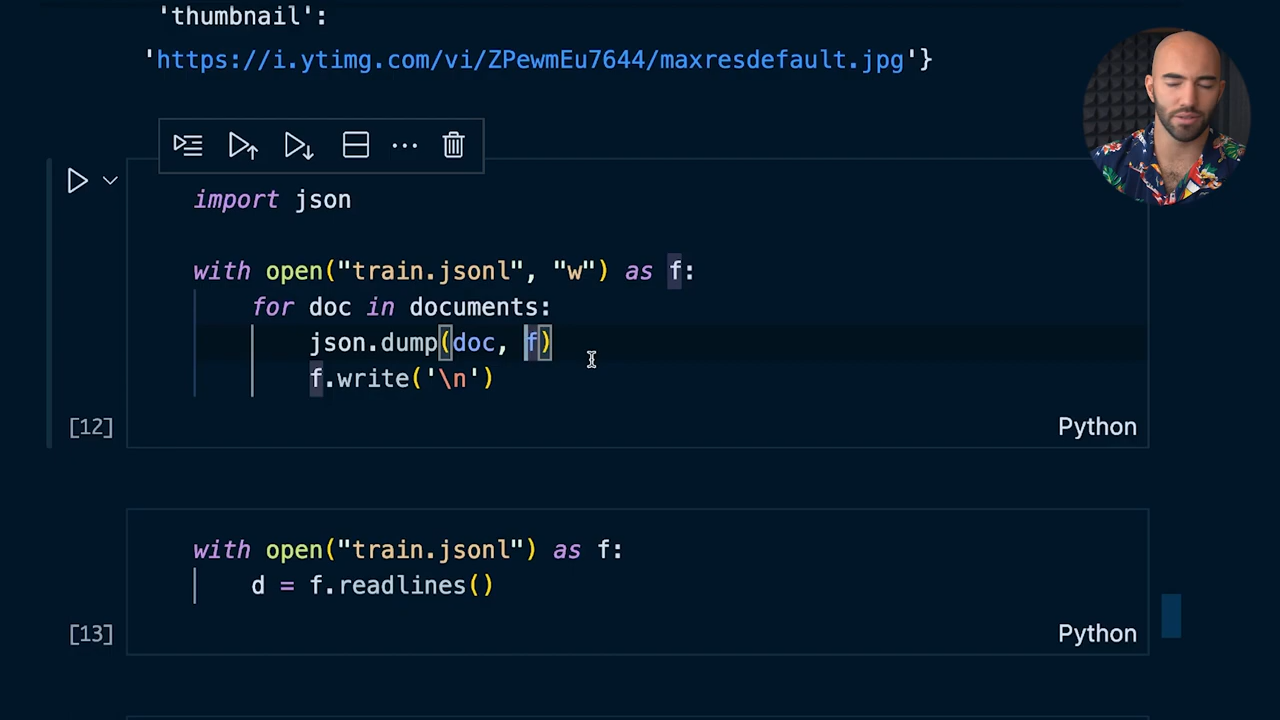 'thumbnail':
'https://i.ytimg.com/vi/ZPewmEu7644/maxresdefault.jpg'}
import json
with open("train.jsonl", "w") as f:
for doc in documents:
json.dump(doc, f)
f.write('\n')
[12]
Python
with open("train.jsonl") as f:
d = f.readlines()
[13]
Python